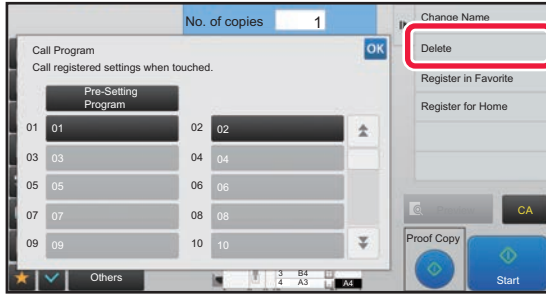 No. of copies 1
Change Name
Call Program
OK
Delete
Call registered settings when touched.
Register in Favorite
Pre-Setting
Program
Register for Home
01 01 02 02
03 03 04 04
05 05 06 06
07 07 08 08
CA
09 09 10 10
Proof Copy
Others
3 B4
4 A3 A4
Start